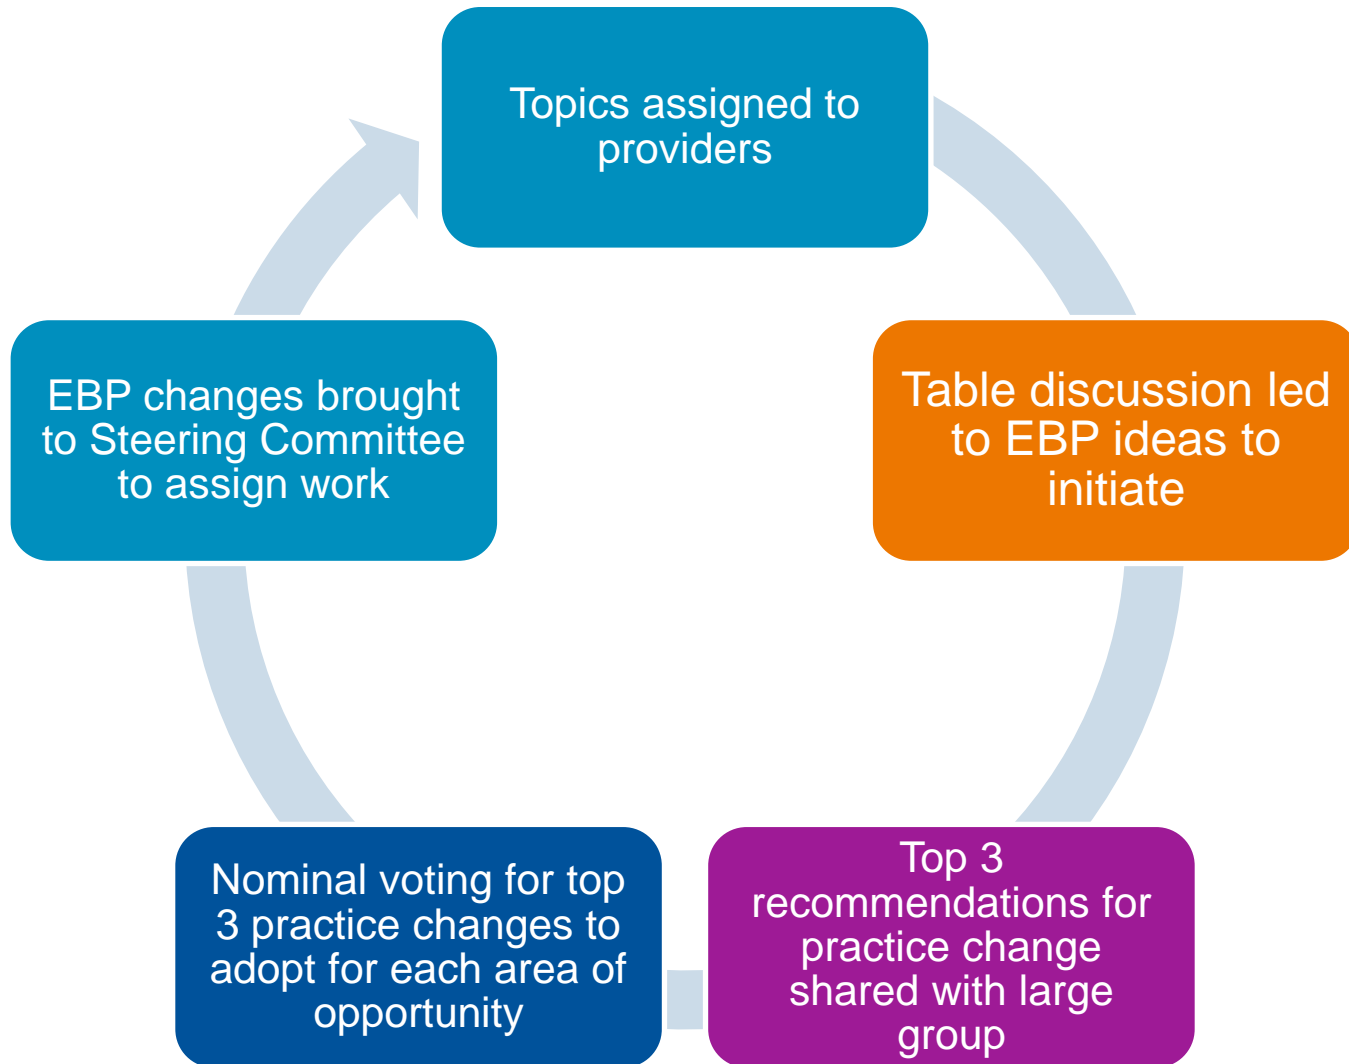 Topics assigned to
providers
Table discussion led
to EBP ideas to
initiate
Top 3
recommendations for
practice change
shared with large
group
Nominal voting for top
3 practice changes to
adopt for each area of
opportunity
EBP changes brought
to Steering Committee
to assign work